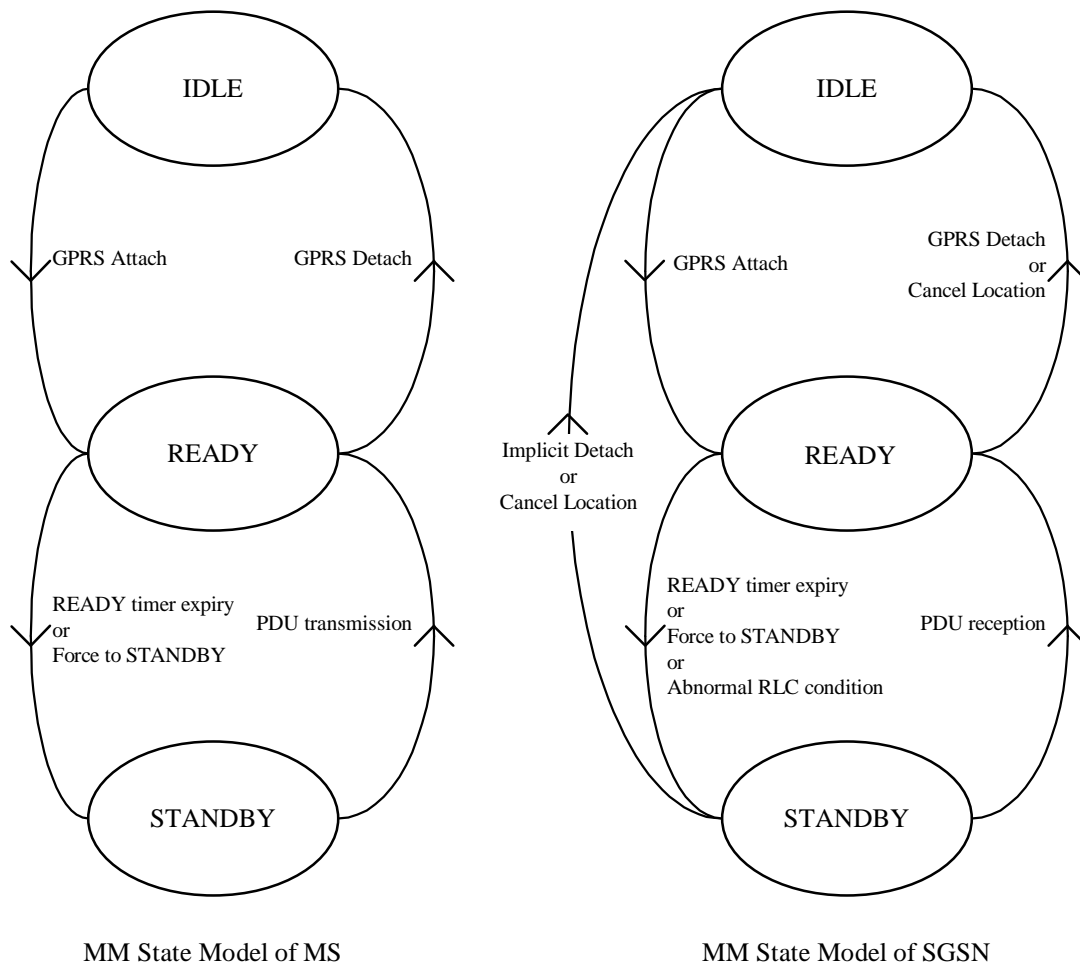 IDLE
GPRS Attach
GPRS Detach
READY
READY timer expiry
or
Force to STANDBY
PDU transmission
STANDBY
MM State Model of MS
IDLE
GPRS Attach
GPRS Detach
or
Cancel Location
Implicit Detach
or
Cancel Location
READY
READY timer expiry
or
Force to STANDBY
or
Abnormal RLC condition
PDU reception
STANDBY
MM State Model of SGSN